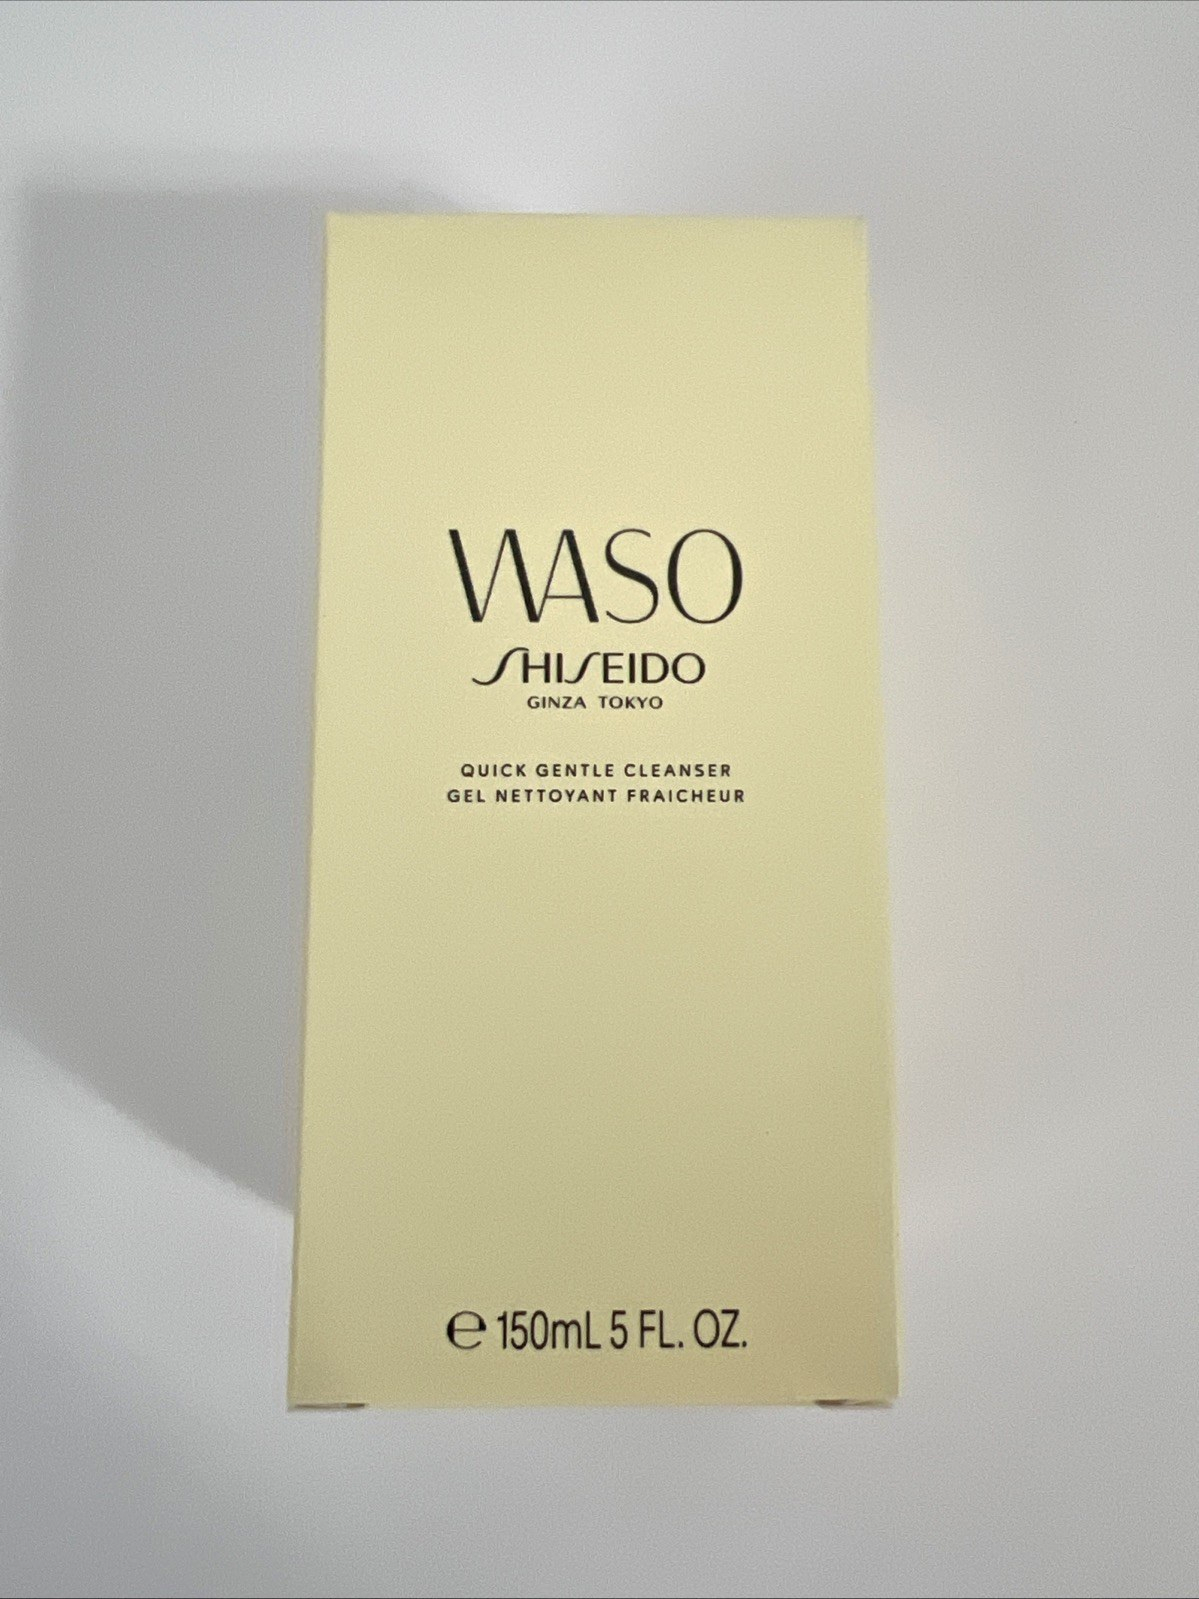 WASO
SHISEIDO
GINZA TOKYO
QUICK GENTLE CLEANSER
GEL NETTOYANT FRAICHEUR
℮ 150mL 5 FL. OZ.